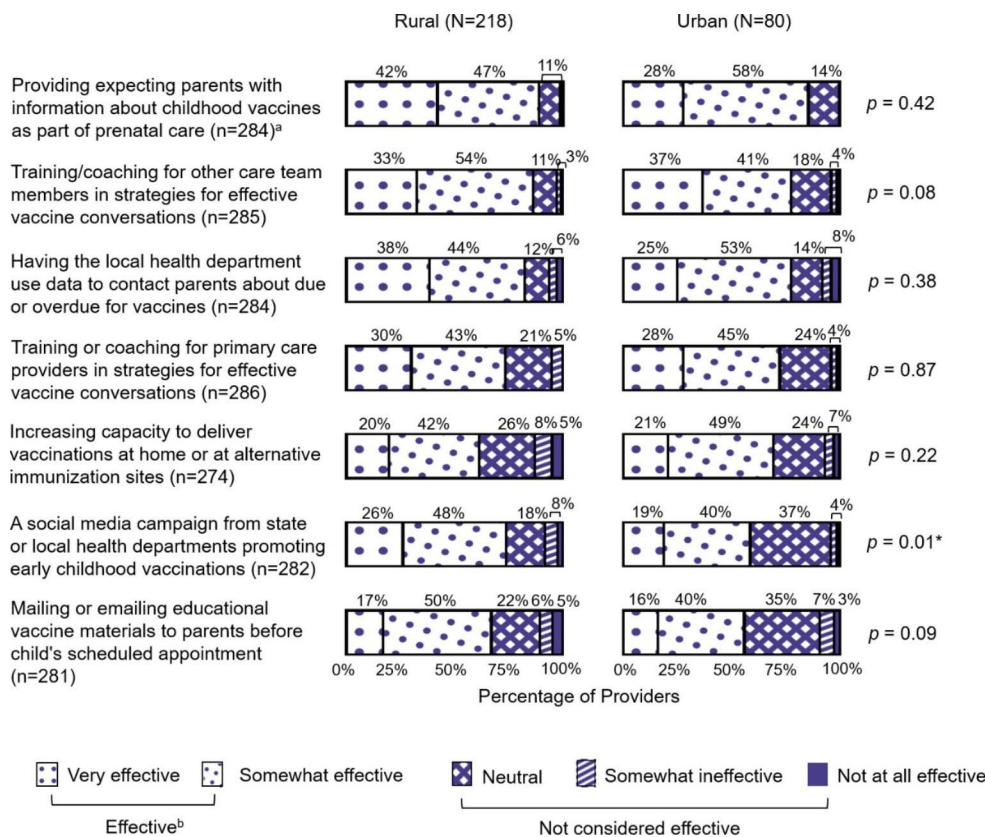 Rural (N=218) Urban (N=80)
42% 47% 11% 28% 58% 14%
Providing expecting parents with
information about childhood vaccines
as part of prenatal care (n=284)ᵃ
p = 0.42
33% 54% 11% 3% 37% 41% 18% 4%
Training/coaching for other care team
members in strategies for effective
vaccine conversations (n=285)
p = 0.08
38% 44% 12% 6% 25% 53% 14% 8%
Having the local health department
use data to contact parents about due
or overdue for vaccines (n=284)
p = 0.38
30% 43% 21% 5% 28% 45% 24% 4%
Training or coaching for primary care
providers in strategies for effective
vaccine conversations (n=286)
p = 0.87
20% 42% 26% 8% 5% 21% 49% 24% 7%
Increasing capacity to deliver
vaccinations at home or at alternative
immunization sites (n=274)
p = 0.22
26% 48% 18% 8% 19% 40% 37% 4%
A social media campaign from state
or local health departments promoting
early childhood vaccinations (n=282)
p = 0.01*
17% 50% 22% 6% 5% 16% 40% 35% 7% 3%
Mailing or emailing educational
vaccine materials to parents before
child's scheduled appointment
(n=281)
p = 0.09
0% 25% 50% 75% 100% 0% 25% 50% 75% 100%
Percentage of Providers
Very effective Somewhat effective Neutral Somewhat ineffective Not at all effective
Effectiveᵇ Not considered effective